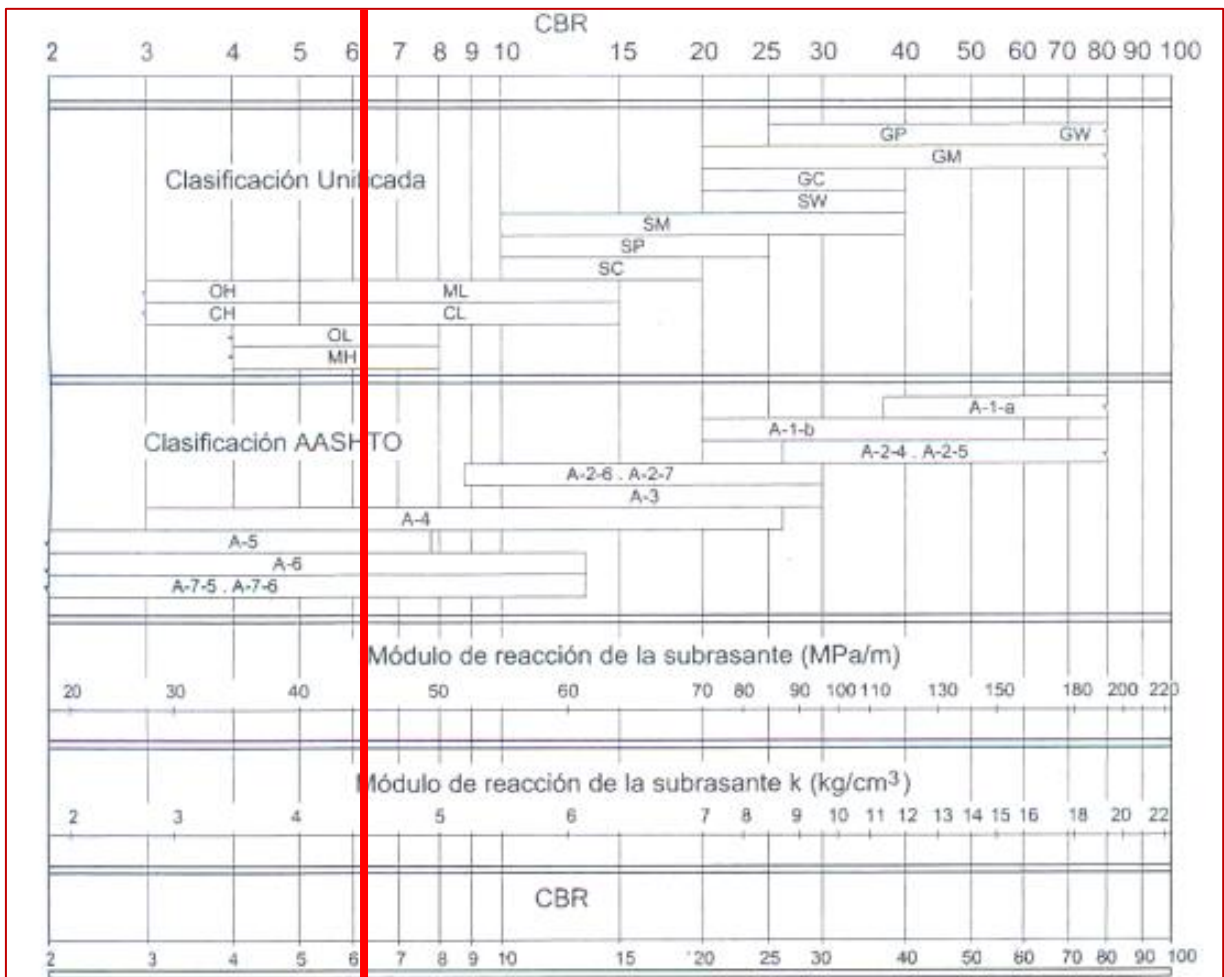 CBR
2 3 4 5 6 7 8 9 10 15 20 25 30 40 50 60 70 80 90 100
GP GW
GM
Clasificación Unificada
GC
SW
SM
SP
SC
OH ML
CH CL
OL
MH
A-1-a
A-1-b
Clasificación AASHTO
A-2-4 . A-2-5
A-2-6 . A-2-7
A-3
A-4
A-5
A-6
A-7-5 . A-7-6
Módulo de reacción de la subrasante (MPa/m)
20 30 40 50 60 70 80 90 100 110 130 150 180 200 220
Módulo de reacción de la subrasante k (kg/cm³)
2 3 4 5 6 7 8 9 10 11 12 13 14 15 16 18 20 22
CBR
2 3 4 5 6 7 8 9 10 15 20 25 30 40 50 60 70 80 90 100